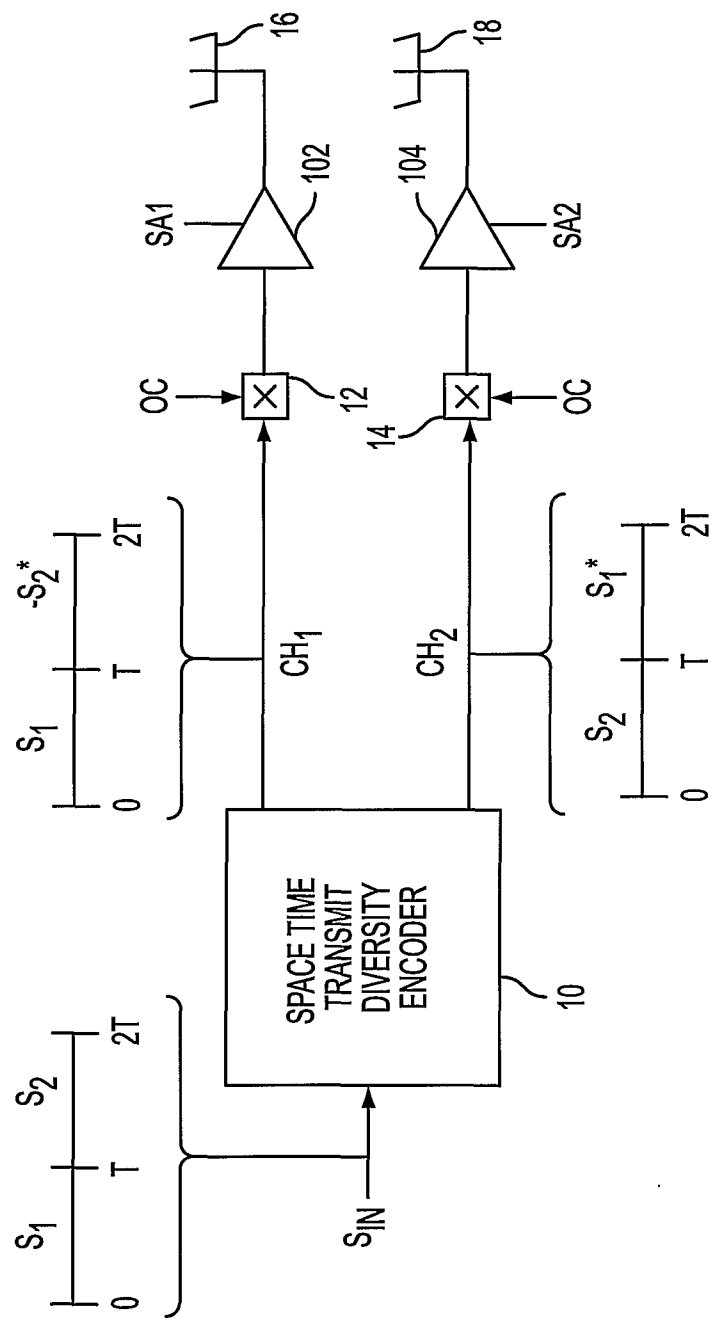 S1 S2
0 T 2T
SIN
SPACE TIME
TRANSMIT
DIVERSITY
ENCODER
10
S1 -S2*
0 T 2T
CH1
CH2
S2 S1*
0 T 2T
OC
12
14
OC
SA1
102
104
SA2
16
18